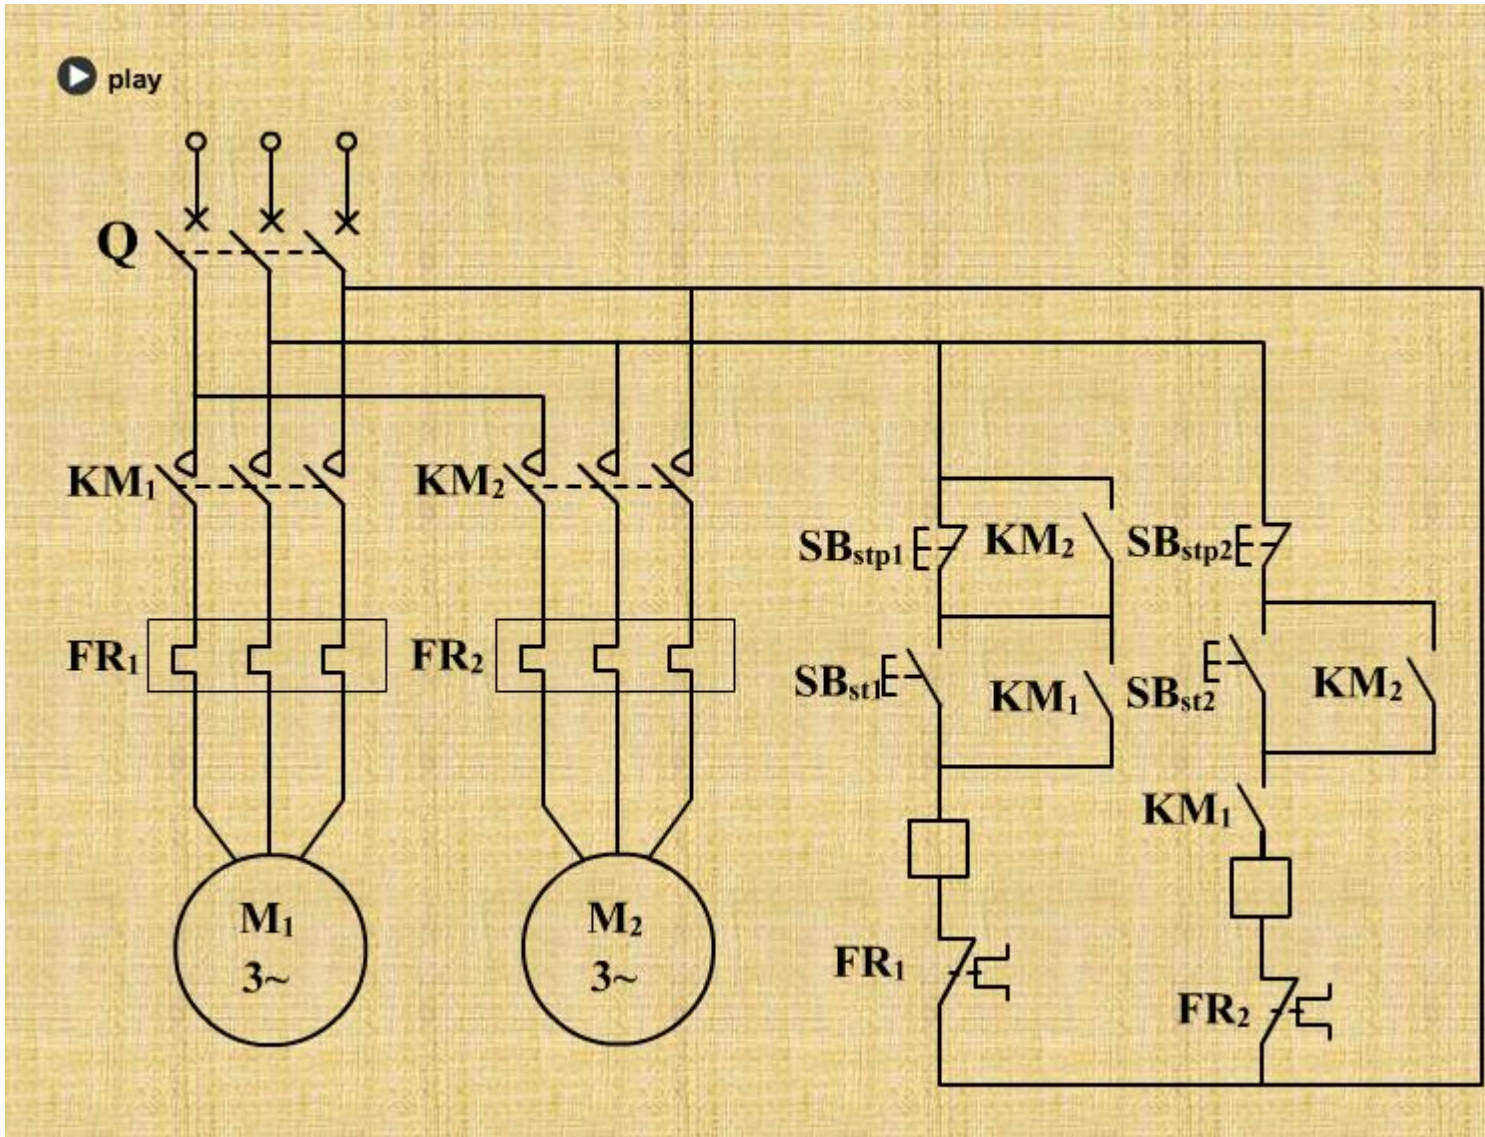 play
Q
KM₁
KM₂
SBstp1
KM₂
SBstp2
FR₁
FR₂
SBst1
KM₁
SBst2
KM₂
KM₁
M₁
3~
M₂
3~
FR₁
FR₂